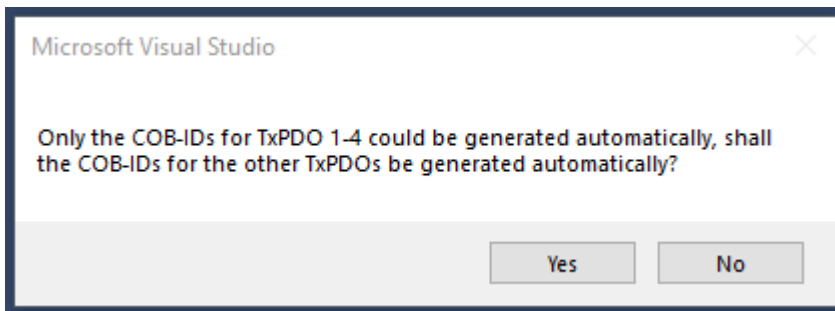 Microsoft Visual Studio
Only the COB-IDs for TxPDO 1-4 could be generated automatically, shall
the COB-IDs for the other TxPDOs be generated automatically?
Yes
No